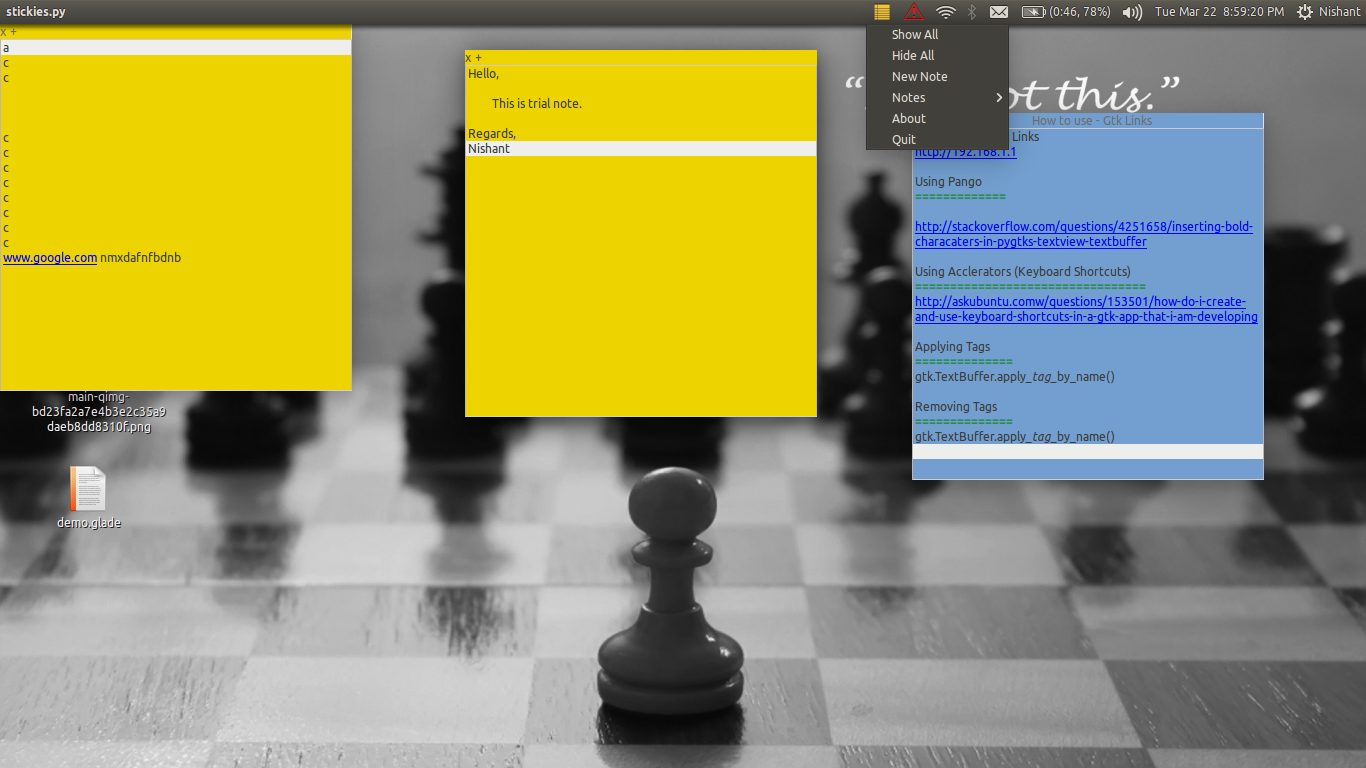 stickies.py
(0:46, 78%)
Tue Mar 22 8:59:20 PM
Nishant
x +
a
c
c
c
c
c
c
c
c
c
c
www.google.com nmxdafnfbdnb
x +
Hello,
This is trial note.
Regards,
Nishant
Show All
Hide All
New Note
Notes
About
Quit
this.”
How to use - Gtk Links
Links
http://192.168.1.1
Using Pango
=============
http://stackoverflow.com/questions/4251658/inserting-bold-
characaters-in-pygtks-textview-textbuffer
Using Acclerators (Keyboard Shortcuts)
=================================
http://askubuntu.comw/questions/153501/how-do-i-create-
and-use-keyboard-shortcuts-in-a-gtk-app-that-i-am-developing
Applying Tags
==============
gtk.TextBuffer.apply_tag_by_name()
Removing Tags
==============
gtk.TextBuffer.apply_tag_by_name()
main-qimg-
bd23fa2a7e4b3e2c35a9
daeb8dd8310f.png
demo.glade